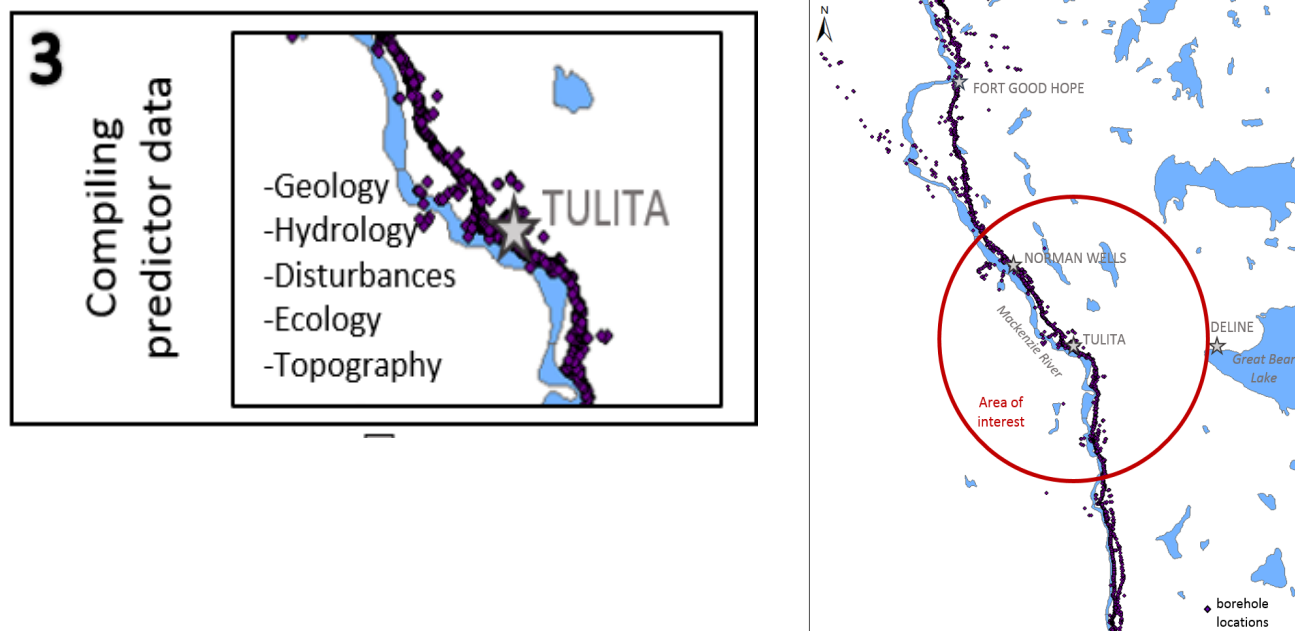 3
Compiling
predictor data
-Geology
-Hydrology
-Disturbances
-Ecology
-Topography
TULITA
N
FORT GOOD HOPE
NORMAN WELLS
Mackenzie River
TULITA
DELINE
Great Bear
Lake
Area of
interest
borehole
locations